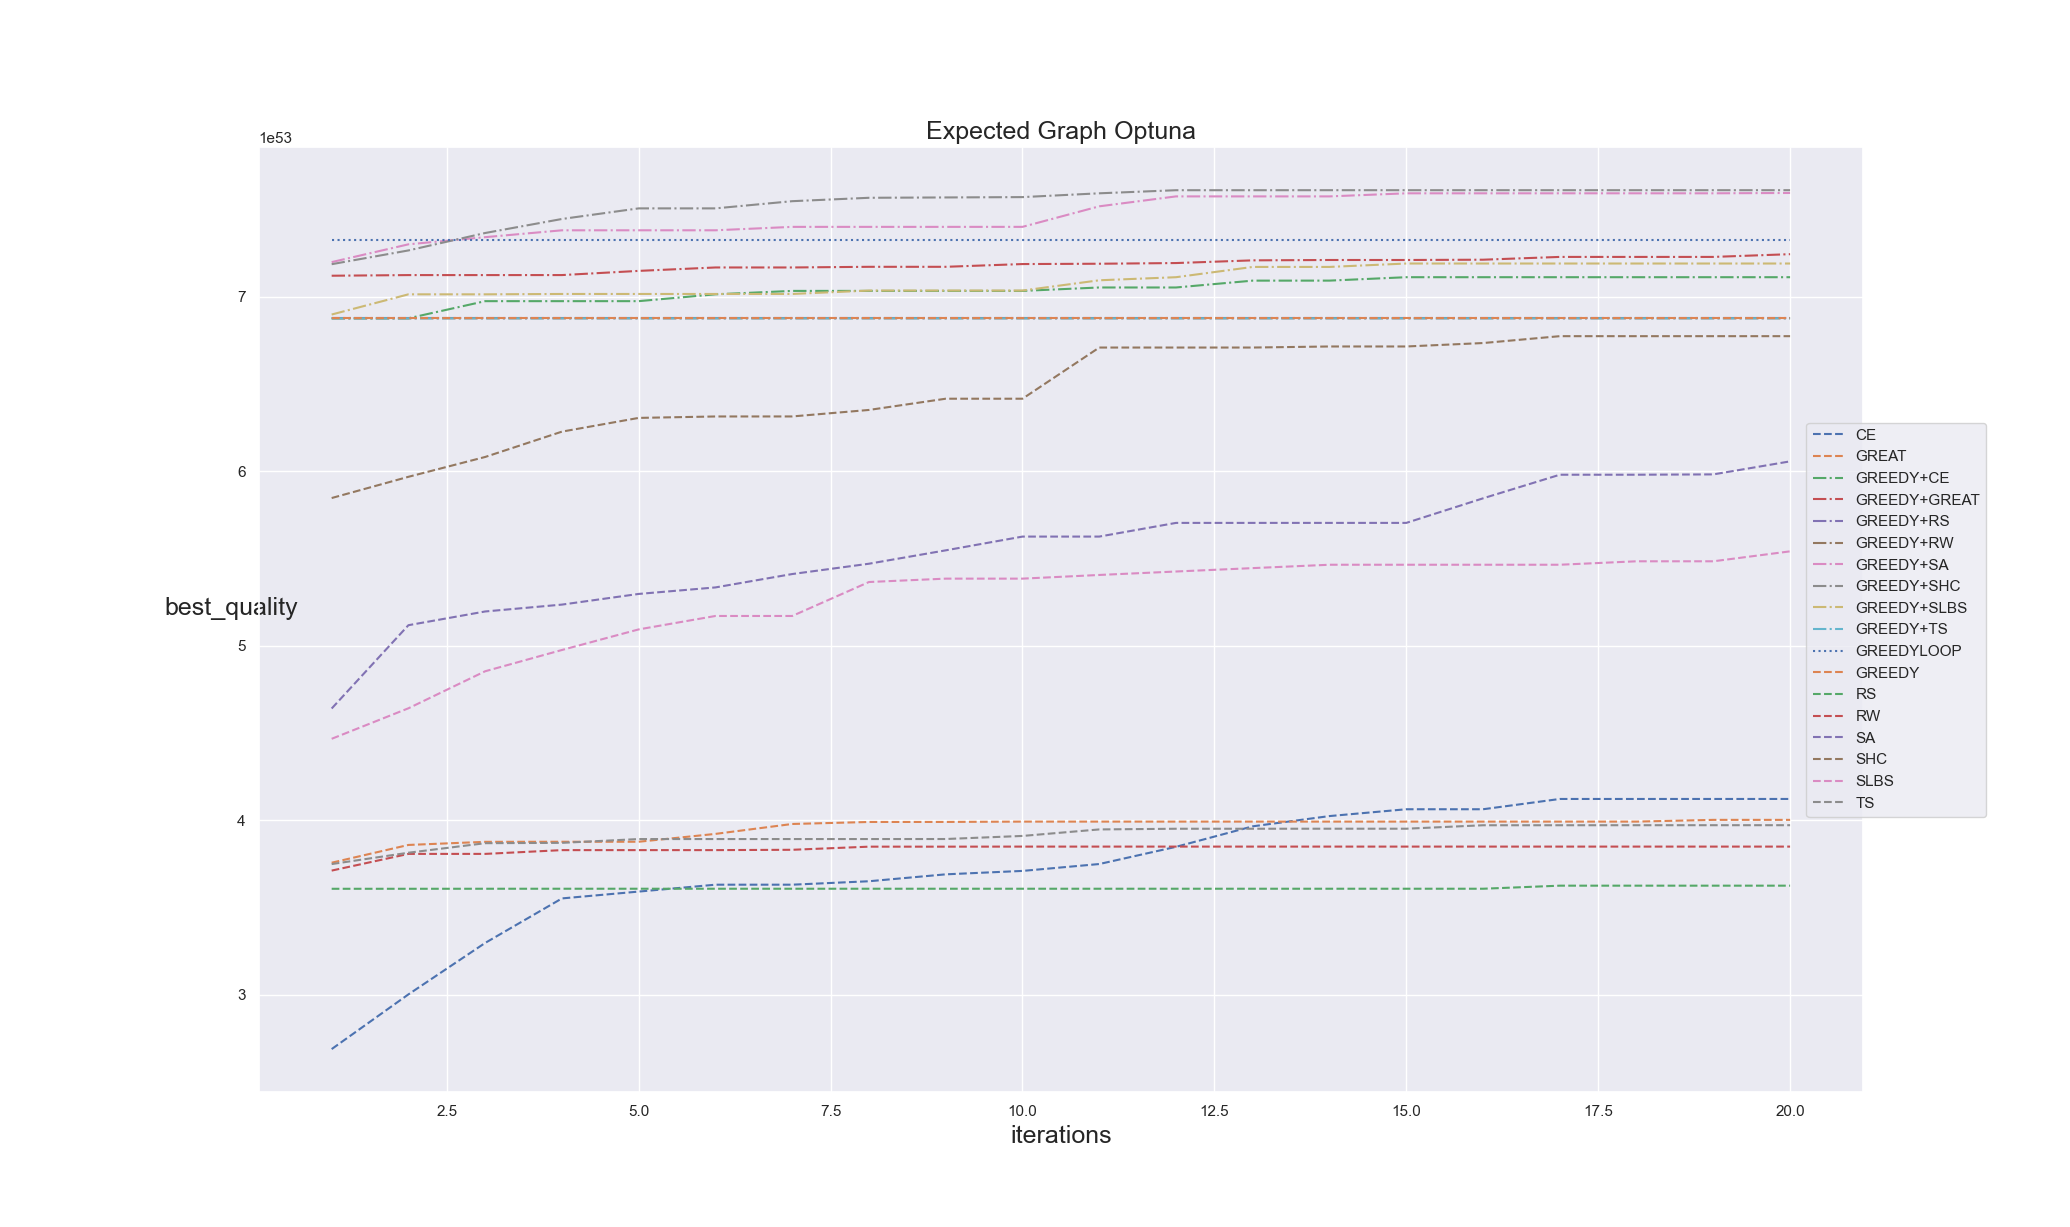 Expected Graph Optuna
1e53
7
6
5
4
3
best_quality
2.5 5.0 7.5 10.0 12.5 15.0 17.5 20.0
iterations
CE
GREAT
GREEDY+CE
GREEDY+GREAT
GREEDY+RS
GREEDY+RW
GREEDY+SA
GREEDY+SHC
GREEDY+SLBS
GREEDY+TS
GREEDYLOOP
GREEDY
RS
RW
SA
SHC
SLBS
TS